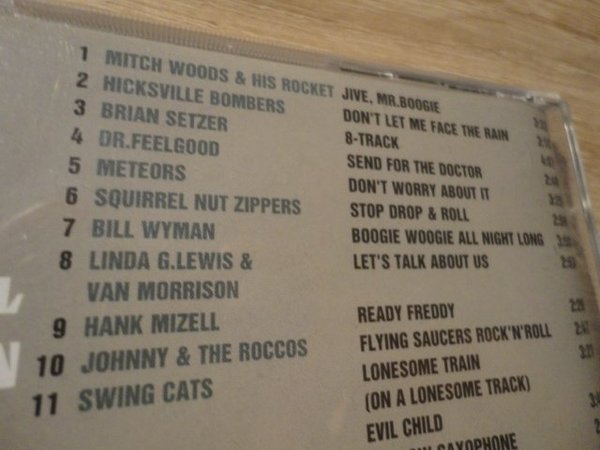 1 MITCH WOODS & HIS ROCKET JIVE, MR.BOOGIE
2 HICKSVILLE BOMBERS DON'T LET ME FACE THE RAIN
3 BRIAN SETZER 8-TRACK
4 DR.FEELGOOD SEND FOR THE DOCTOR
5 METEORS DON'T WORRY ABOUT IT
6 SQUIRREL NUT ZIPPERS STOP DROP & ROLL
7 BILL WYMAN BOOGIE WOOGIE ALL NIGHT LONG
8 LINDA G.LEWIS & LET'S TALK ABOUT US
VAN MORRISON
9 HANK MIZELL READY FREDDY
10 JOHNNY & THE ROCCOS FLYING SAUCERS ROCK'N'ROLL
11 SWING CATS LONESOME TRAIN
(ON A LONESOME TRACK)
EVIL CHILD
SAXOPHONE